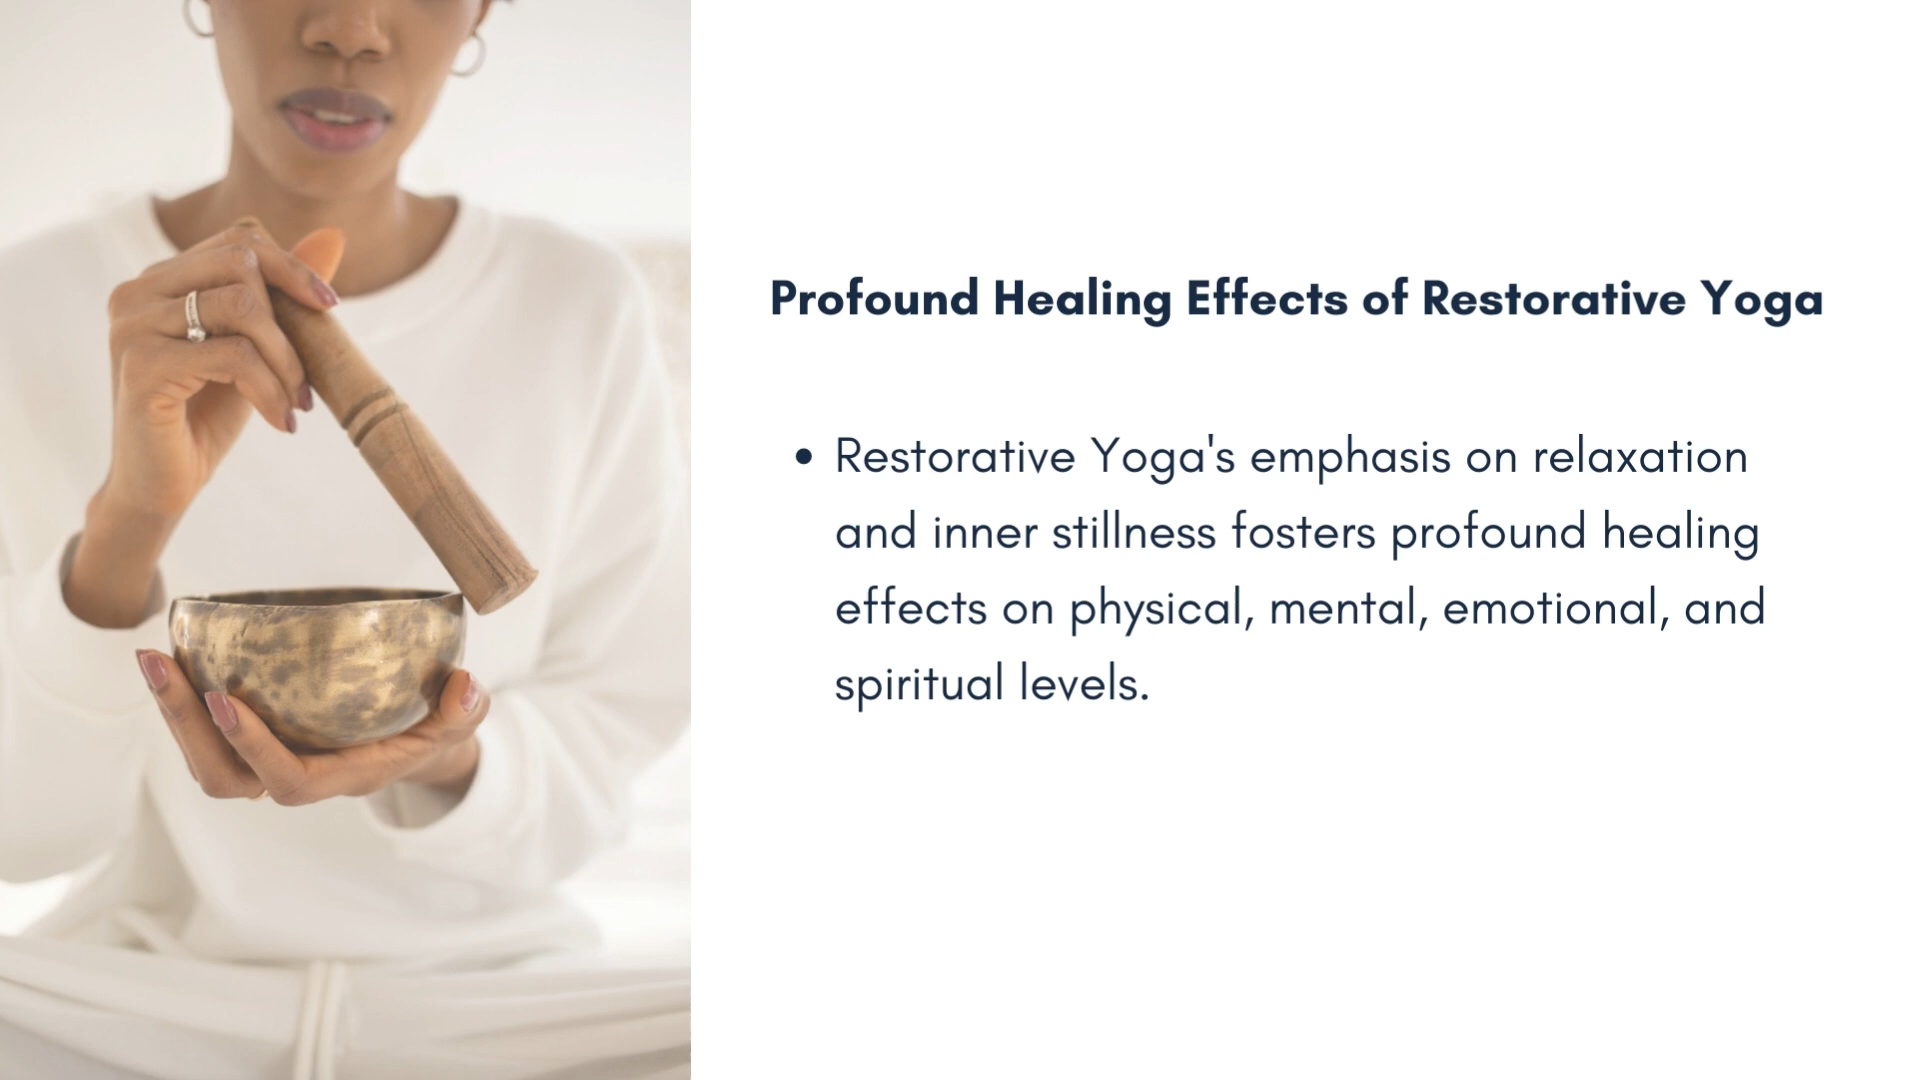 Profound Healing Effects of Restorative Yoga
• Restorative Yoga's emphasis on relaxation
and inner stillness fosters profound healing
effects on physical, mental, emotional, and
spiritual levels.